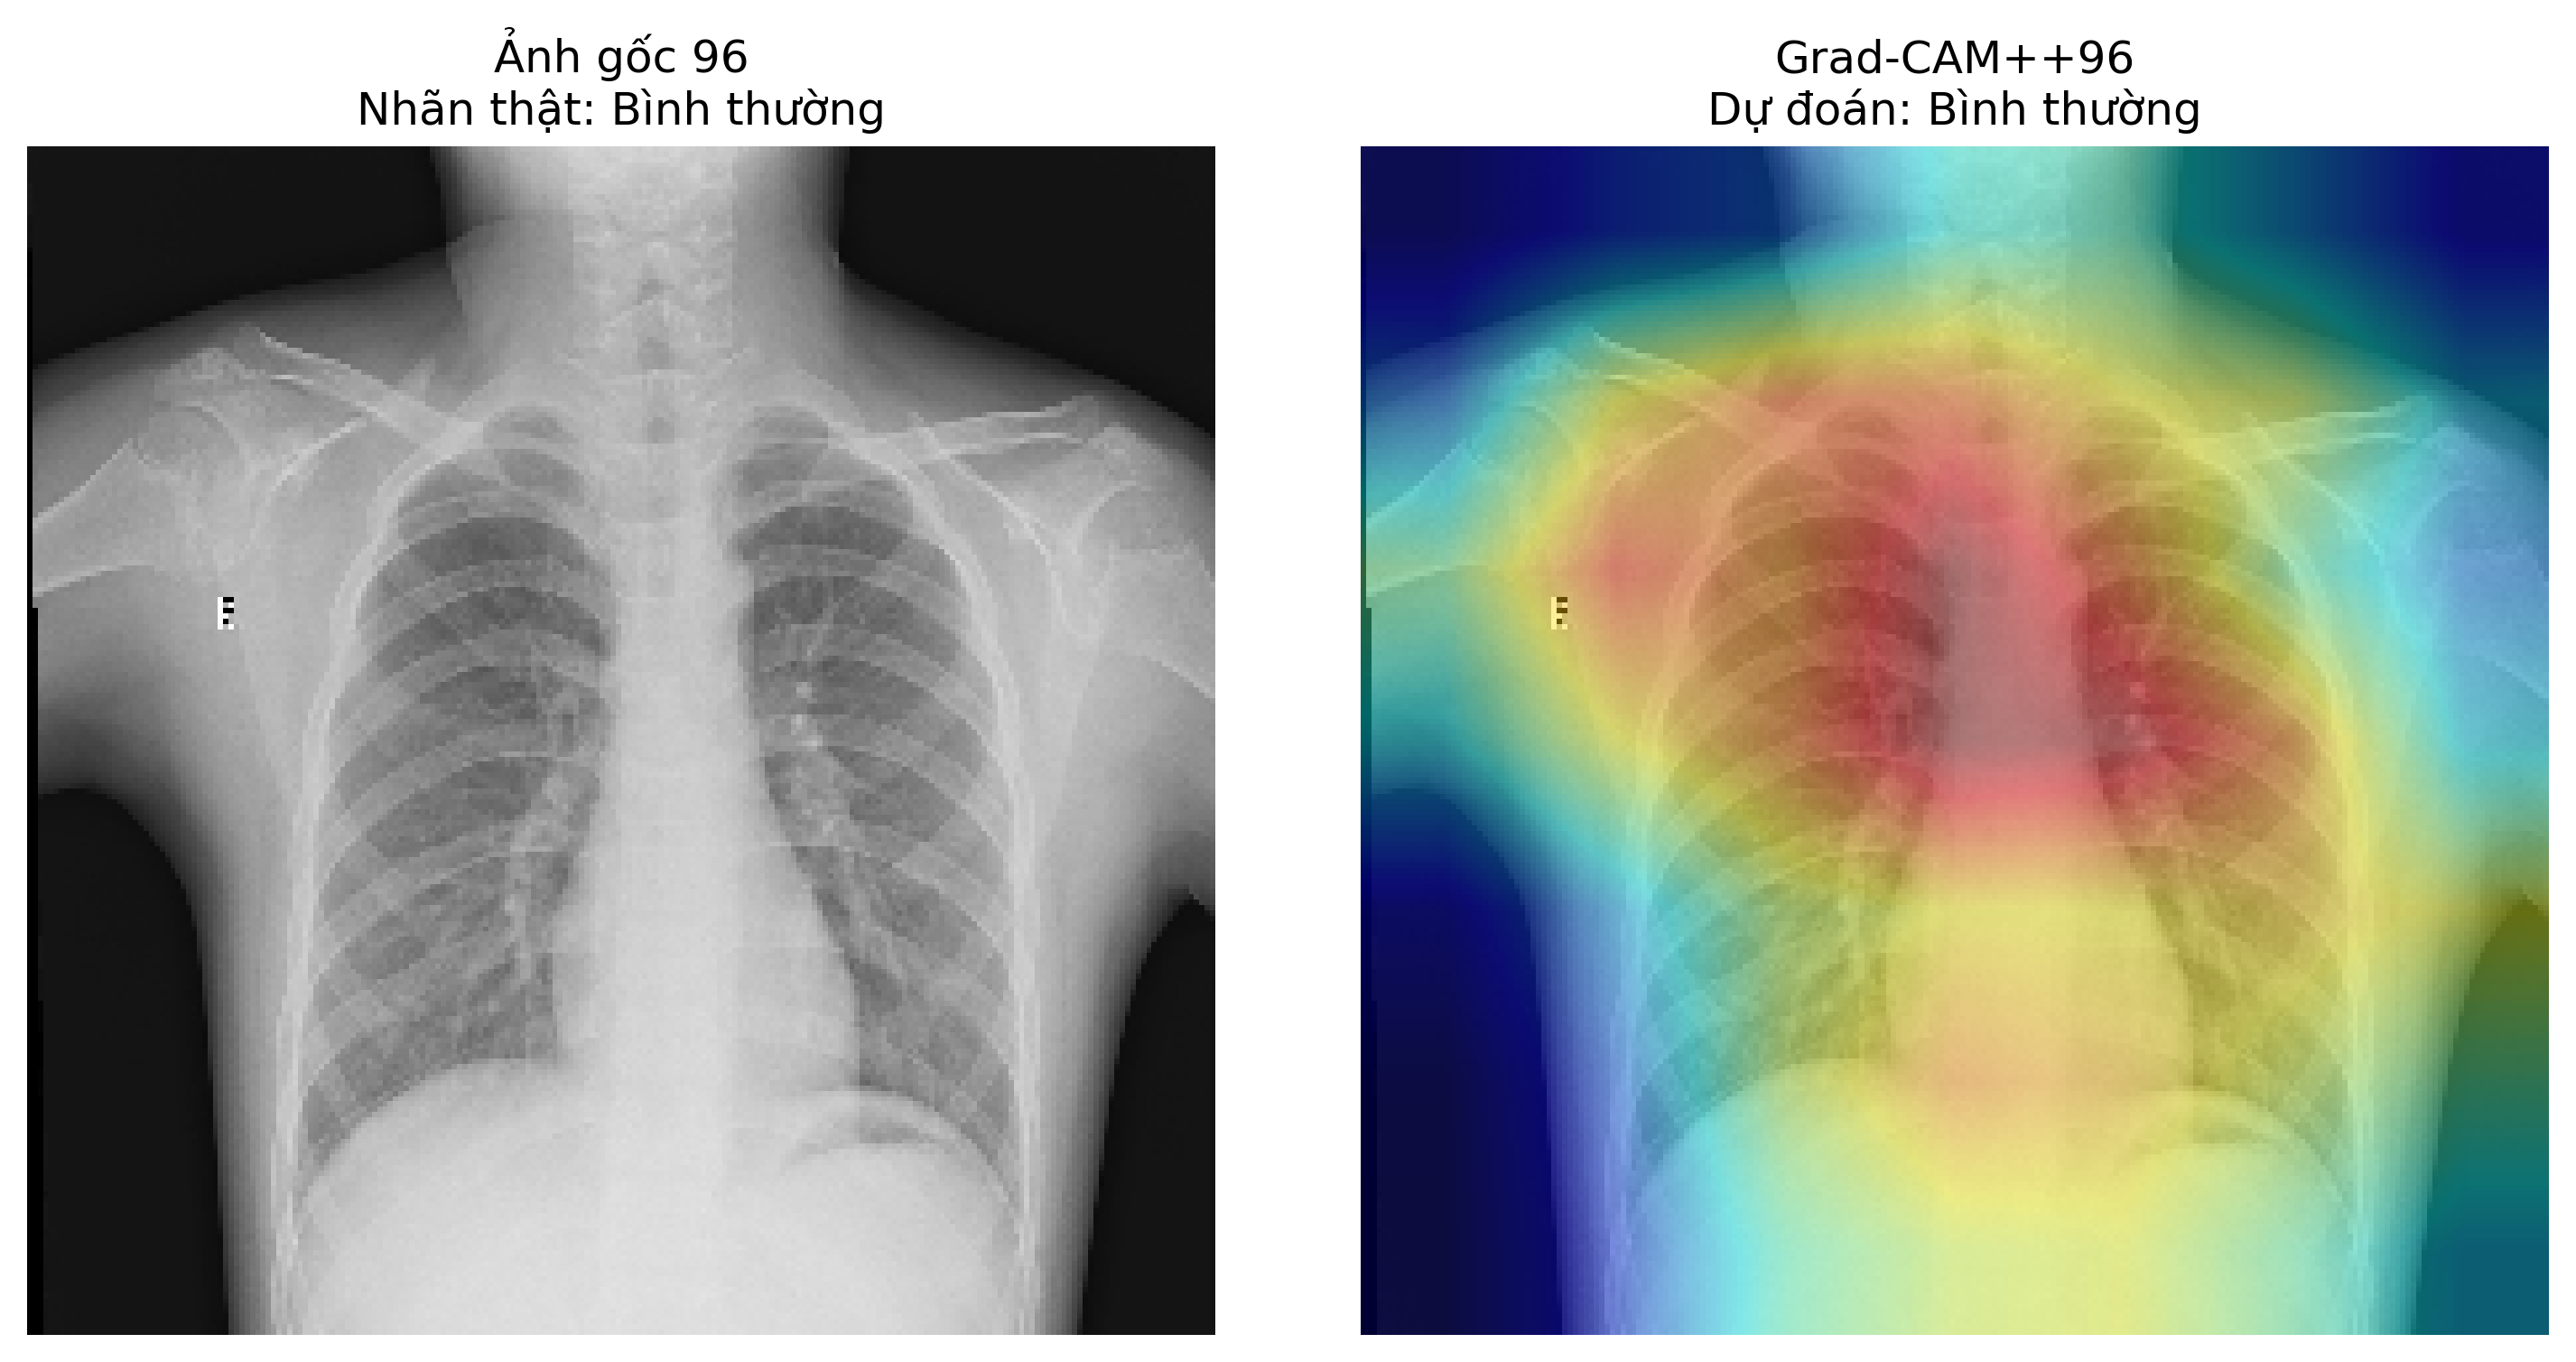 Ảnh gốc 96
Nhãn thật: Bình thường
Grad-CAM++96
Dự đoán: Bình thường